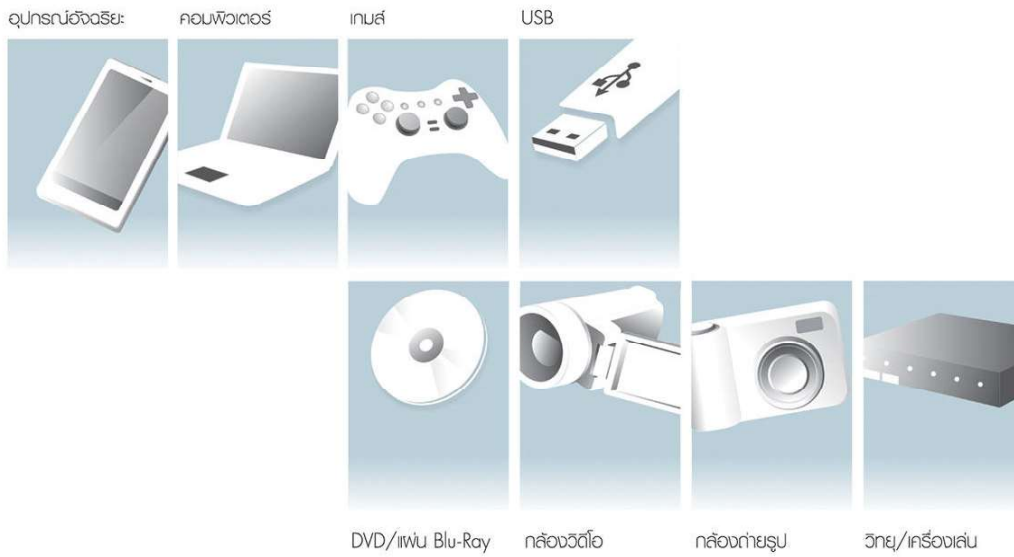 อุปกรณ์อัจฉริยะ คอมพิวเตอร์ เกมส์ USB
DVD/แผ่น Blu-Ray กล้องวิดิโอ กล้องถ่ายรูป วิทยุ/เครื่องเล่น